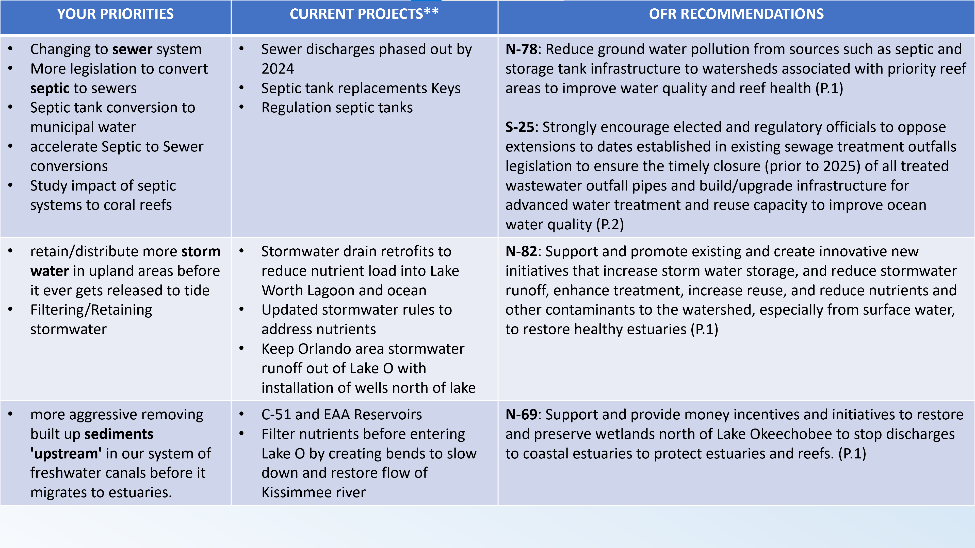 YOUR PRIORITIES
CURRENT PROJECTS**
OFR RECOMMENDATIONS
• Changing to sewer system
• More legislation to convert
septic to sewers
• Septic tank conversion to
municipal water
• accelerate Septic to Sewer
conversions
• Study impact of septic
systems to coral reefs
• Sewer discharges phased out by
2024
• Septic tank replacements Keys
• Regulation septic tanks
N-78: Reduce ground water pollution from sources such as septic and
storage tank infrastructure to watersheds associated with priority reef
areas to improve water quality and reef health (P.1)
S-25: Strongly encourage elected and regulatory officials to oppose
extensions to dates established in existing sewage treatment outfalls
legislation to ensure the timely closure (prior to 2025) of all treated
wastewater outfall pipes and build/upgrade infrastructure for
advanced water treatment and reuse capacity to improve ocean
water quality (P.2)
• retain/distribute more storm
water in upland areas before
it ever gets released to tide
• Filtering/Retaining
stormwater
• Stormwater drain retrofits to
reduce nutrient load into Lake
Worth Lagoon and ocean
• Updated stormwater rules to
address nutrients
• Keep Orlando area stormwater
runoff out of Lake O with
installation of wells north of lake
N-82: Support and promote existing and create innovative new
initiatives that increase storm water storage, and reduce stormwater
runoff, enhance treatment, increase reuse, and reduce nutrients and
other contaminants to the watershed, especially from surface water,
to restore healthy estuaries (P.1)
• more aggressive removing
built up sediments
'upstream' in our system of
freshwater canals before it
migrates to estuaries.
• C-51 and EAA Reservoirs
• Filter nutrients before entering
Lake O by creating bends to slow
down and restore flow of
Kissimmee river
N-69: Support and provide money incentives and initiatives to restore
and preserve wetlands north of Lake Okeechobee to stop discharges
to coastal estuaries to protect estuaries and reefs. (P.1)